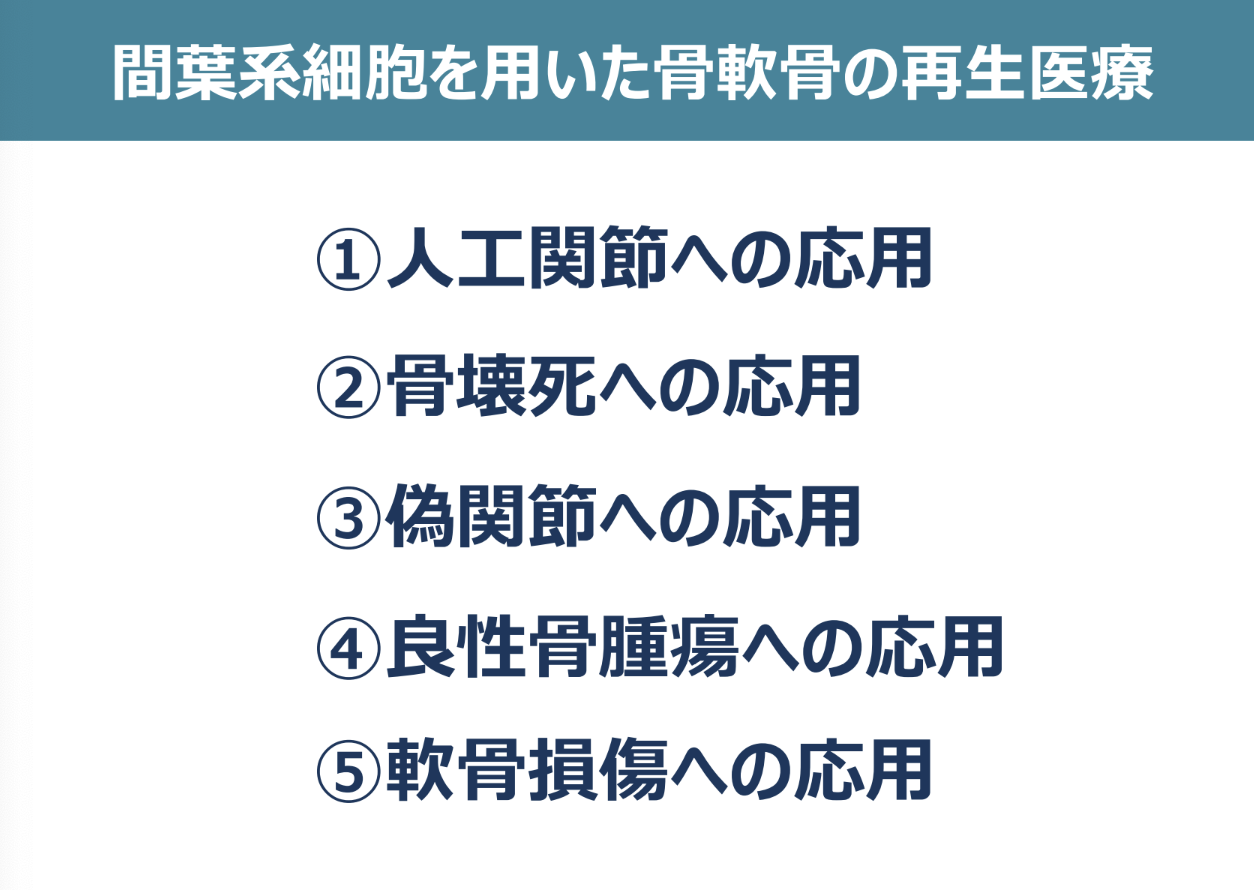 間葉系細胞を用いた骨軟骨の再生医療
①人工関節への応用
②骨壊死への応用
③偽関節への応用
④良性骨腫瘍への応用
⑤軟骨損傷への応用